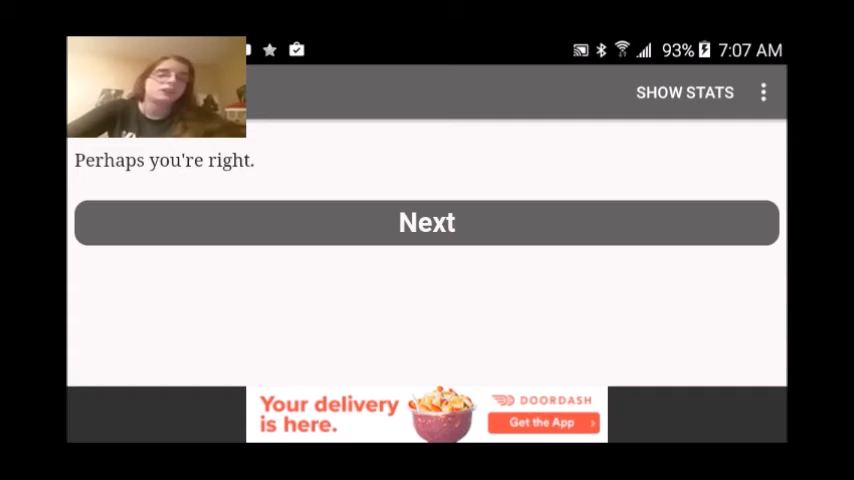 93% 7:07 AM
SHOW STATS
Perhaps you're right.
Next
Your delivery
is here.
DOORDASH
Get the App